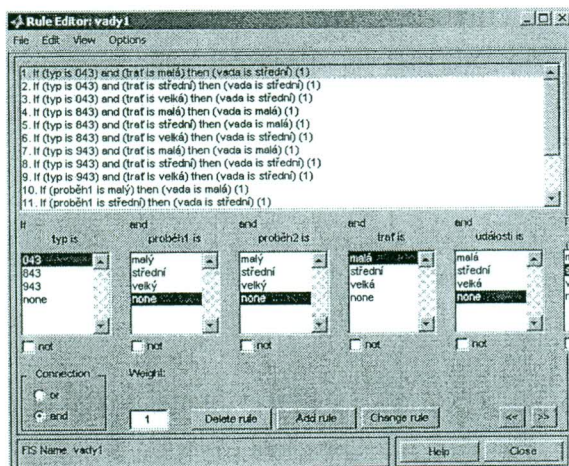 Rule Editor: vady1
File Edit View Options
1. If (typ is 043) and (trať is malá) then (vada is střední) (1)
2. If (typ is 043) and (trať is střední) then (vada is střední) (1)
3. If (typ is 043) and (trať is velká) then (vada is střední) (1)
4. If (typ is 843) and (trať is malá) then (vada is malá) (1)
5. If (typ is 843) and (trať is střední) then (vada is malá) (1)
6. If (typ is 843) and (trať is velká) then (vada is střední) (1)
7. If (typ is 943) and (trať is malá) then (vada is malá) (1)
8. If (typ is 943) and (trať is střední) then (vada is střední) (1)
9. If (typ is 943) and (trať is velká) then (vada is střední) (1)
10. If (proběh1 is malý) then (vada is malá) (1)
11. If (proběh1 is střední) then (vada is střední) (1)
If and and and and
typ is proběh1 is proběh2 is trať is události is
043 malý malý malá malá
843 střední střední střední střední
943 velký velký velká velká
none none none none none
not not not not not
Connection Weight:
or
and 1 Delete rule Add rule Change rule << >>
FIS Name: vady1 Help Close